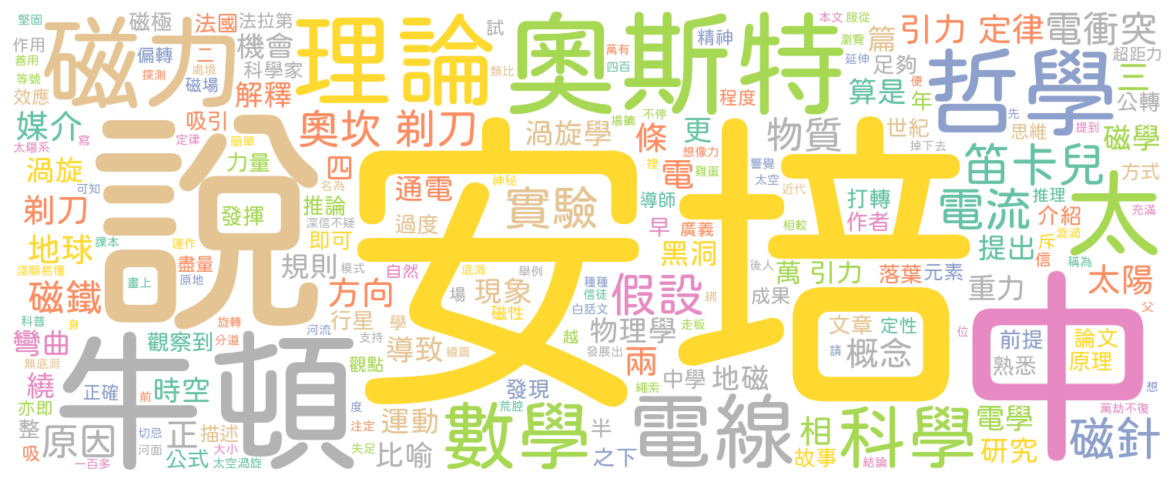 堅固 磁極 法國 法拉第 試 萬有 精神 本文 服從
作用 偏轉 二 機會 四百 瀏覽 篇 引力 定律 電衝突
善用 磁力 理論 奧斯特 延伸 足夠 超距力
等號 探測 處境 科學家 類比 哲學 三
效應 磁場 解釋 程度 算是 便 年 公轉
媒介 吸引 奧坎 剃刀 渦旋學 不停 條 更 物質 世紀 先 思維 提到 磁學
太陽系 寫 定律 簡單 壞鏽 想像力 警覺 掉下去
渦旋 力量 四 神秘 雞蛋 太空 近代 笛卡兒 方式
說 安培 太
可知 名為 通電 實驗 裡 電 導師 打轉 推理
剃刀 發揮 推論 過度 早 廣義 作者 電流 介紹 充滿
深信不疑 相較 斥 漩渦
地球 課本 運作 盡量 即可 黑洞 提出 信 稱為
淺顯易懂 規則 模式 底洞 舉例 種種 後人 萬 引力 落葉 元素
磁鐵 畫上 原地 自然 現象 假設 信徒 綁 成果 重力 太陽
方向 場 磁性 白話文 文章 定性 父
科普 身 旋轉 河流 行星 學 越 物理學 走板 位 中
彎曲 無底洞 分道 觀察到 支持 導致 續篇 發展出 請 概念 前提 論文
牛頓 觀點 兩 繩索 熟悉 原理
繞 正確 前 時空 發現 中學 地磁 想
亦即 度 注定 運動 荒腔 萬劫不復
整 原因 切忌 正 描述 數學 半 電線 相 科學 電學 磁針
吸 河面 大小 失足 比喻 之下 故事 研究
一百多 公式 太空渦旋 結論